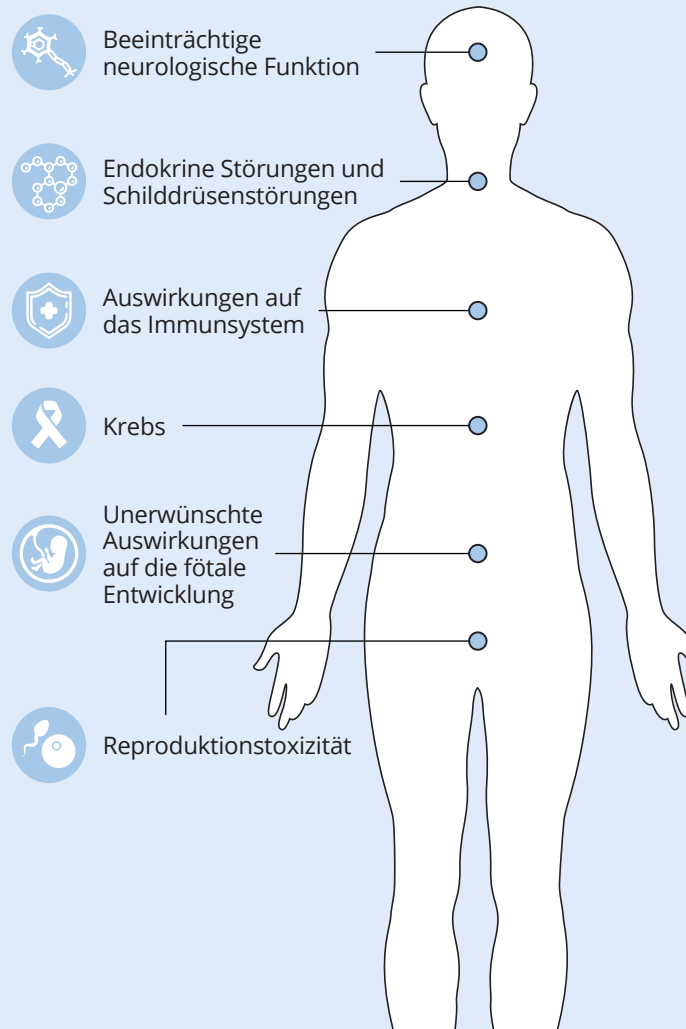 Beeinträchtige
neurologische Funktion
Endokrine Störungen und
Schilddrüsenstörungen
Auswirkungen auf
das Immunsystem
Krebs
Unerwünschte
Auswirkungen
auf die fötale
Entwicklung
Reproduktionstoxizität